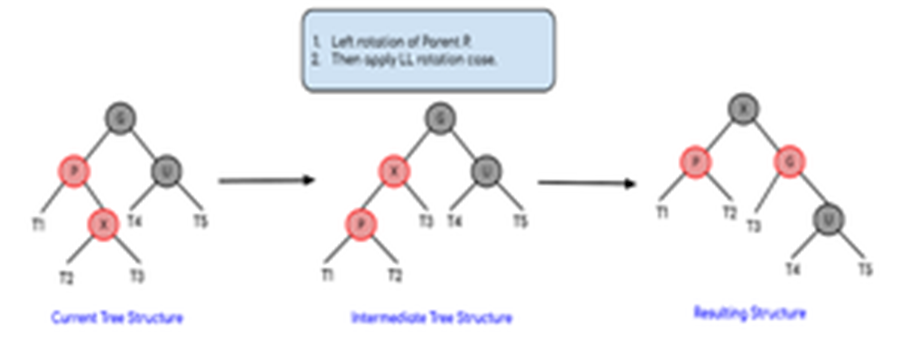 1. Left rotation of Parent P.
2. Then apply LL rotation case.
G
P
U
T1
X
T4
T5
T2
T3
Current Tree Structure
G
X
U
P
T3
T4
T5
T1
T2
Intermediate Tree Structure
X
P
G
T1
T2
T3
U
T4
T5
Resulting Structure